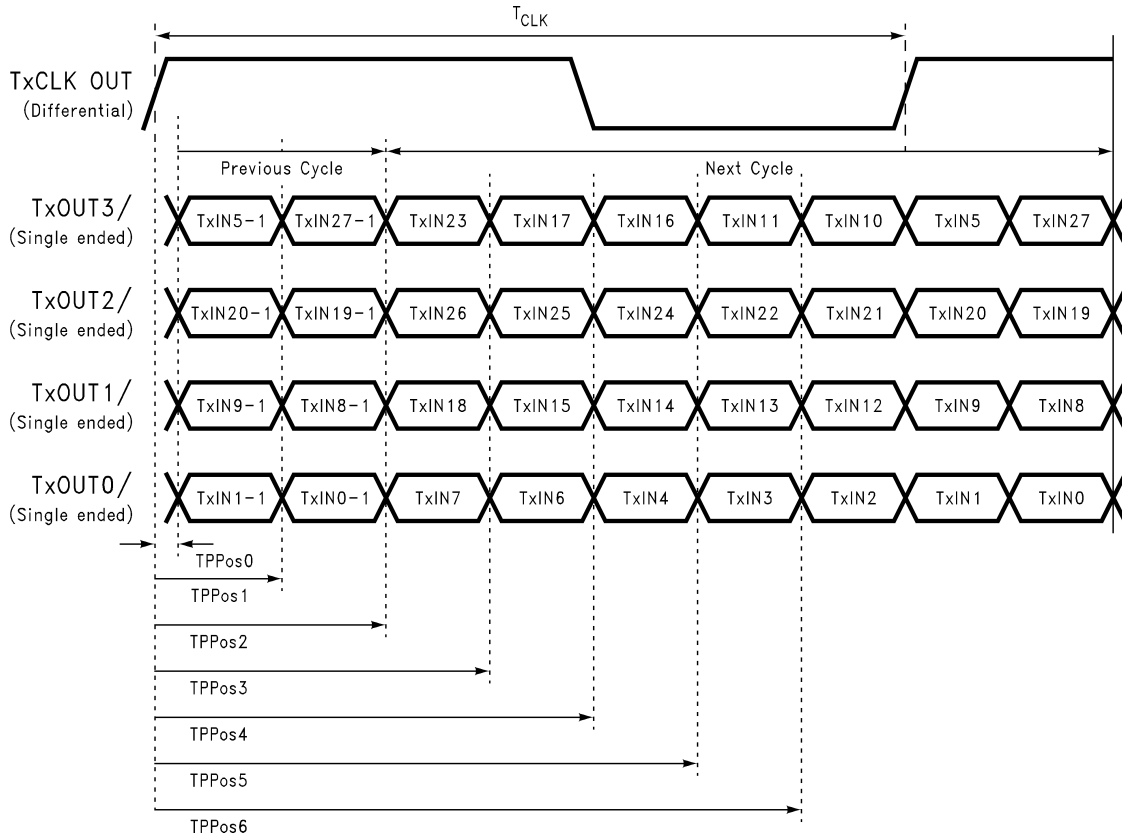 TCLK
TxCLK OUT
(Differential)
Previous Cycle Next Cycle
TxOUT3/
(Single ended)
TxIN5-1 TxIN27-1 TxIN23 TxIN17 TxIN16 TxIN11 TxIN10 TxIN5 TxIN27
TxOUT2/
(Single ended)
TxIN20-1 TxIN19-1 TxIN26 TxIN25 TxIN24 TxIN22 TxIN21 TxIN20 TxIN19
TxOUT1/
(Single ended)
TxIN9-1 TxIN8-1 TxIN18 TxIN15 TxIN14 TxIN13 TxIN12 TxIN9 TxIN8
TxOUT0/
(Single ended)
TxIN1-1 TxIN0-1 TxIN7 TxIN6 TxIN4 TxIN3 TxIN2 TxIN1 TxIN0
TPPos0
TPPos1
TPPos2
TPPos3
TPPos4
TPPos5
TPPos6